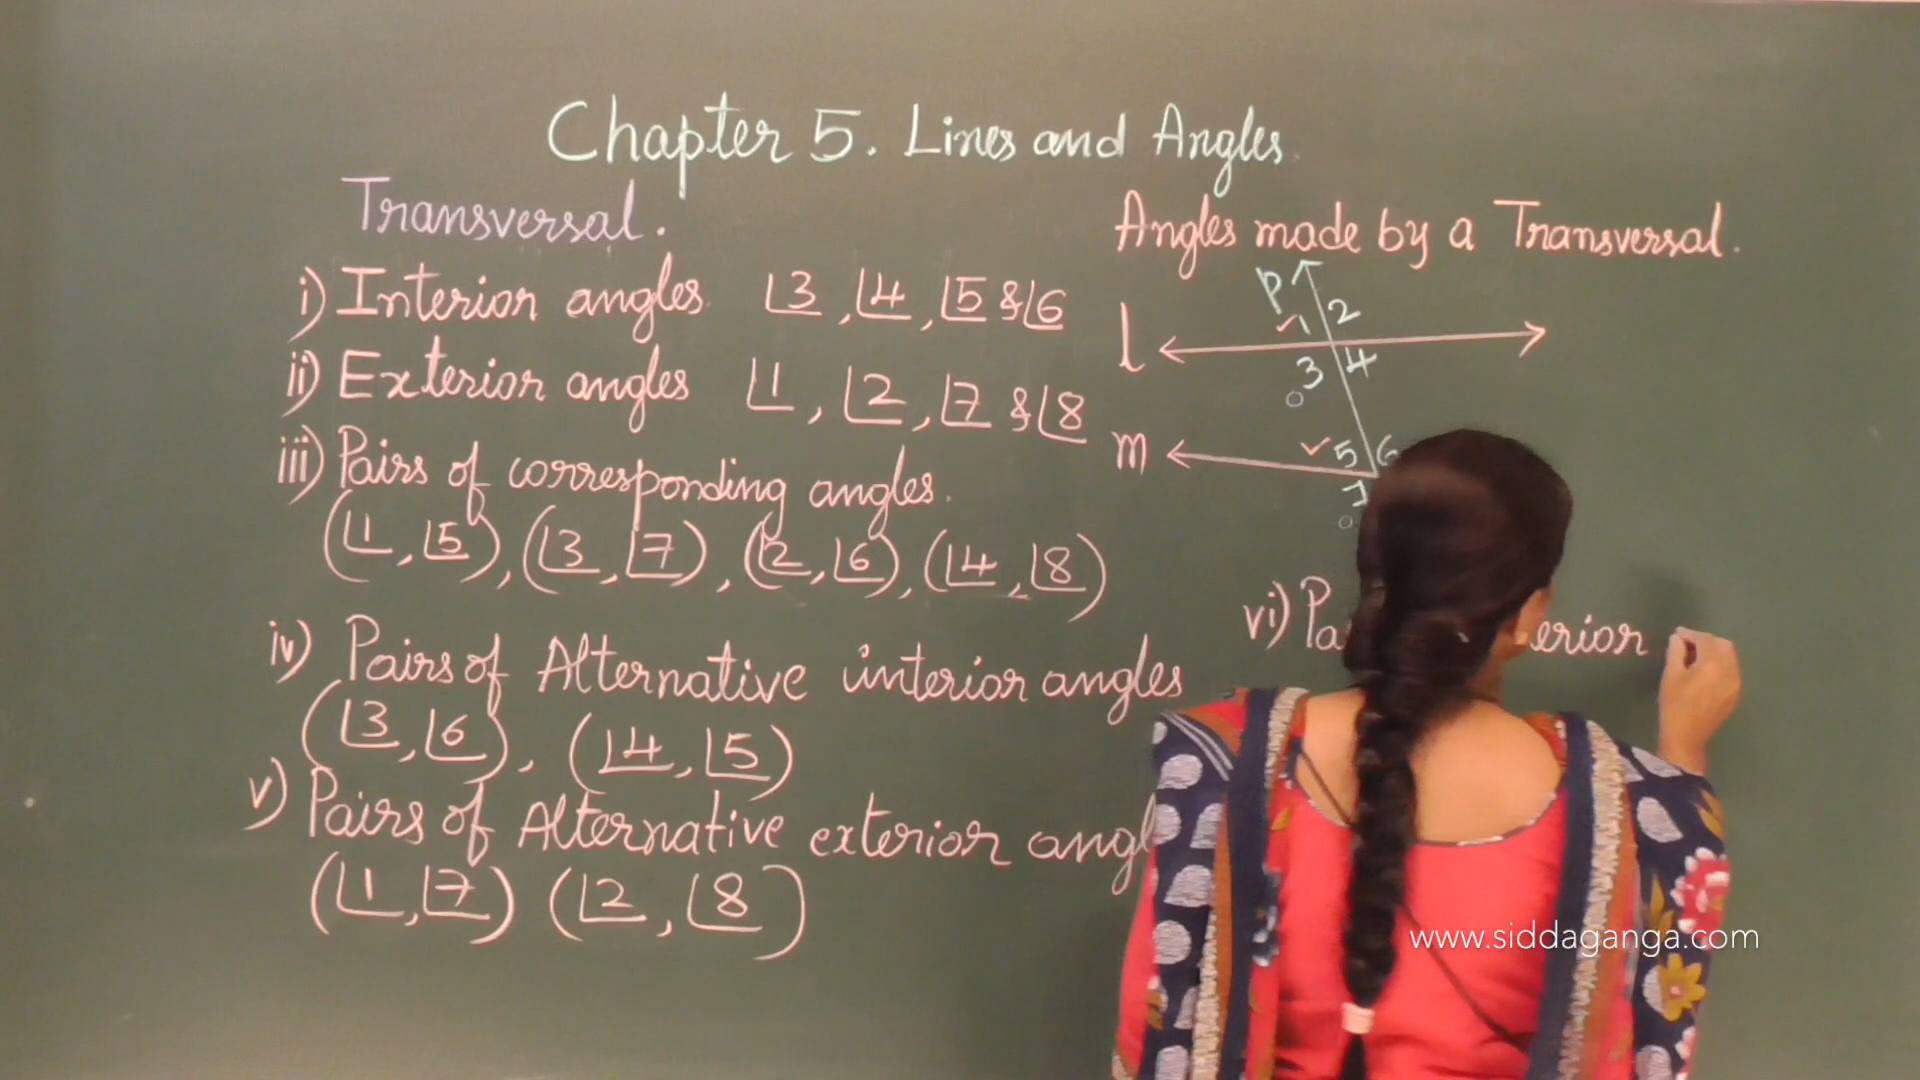 Chapter 5. Lines and Angles.
Transversal.
i) Interior angles. ∠3, ∠4, ∠5 & ∠6
ii) Exterior angles ∠1, ∠2, ∠7 & ∠8
iii) Pairs of corresponding angles.
(∠1, ∠5), (∠3, ∠7), (∠2, ∠6), (∠4, ∠8)
iv) Pairs of Alternative interior angles
(∠3, ∠6), (∠4, ∠5)
v) Pairs of Alternative exterior angl
(∠1, ∠7) (∠2, ∠8)
Angles made by a Transversal.
p
1 2
l
3 4
m
5 6
7
vi) Pa erior
www.siddaganga.com